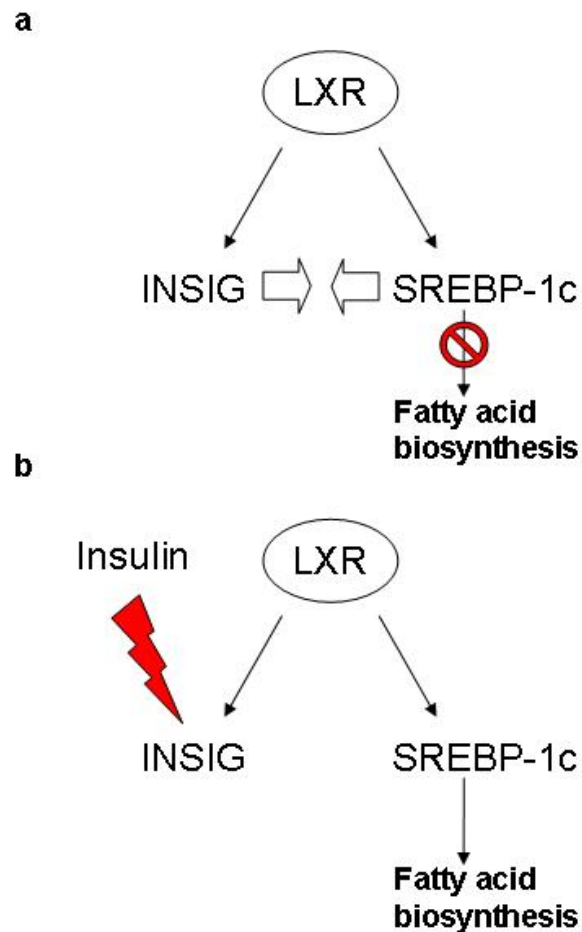 a
LXR
INSIG SREBP-1c
Fatty acid
biosynthesis
b
Insulin LXR
INSIG SREBP-1c
Fatty acid
biosynthesis